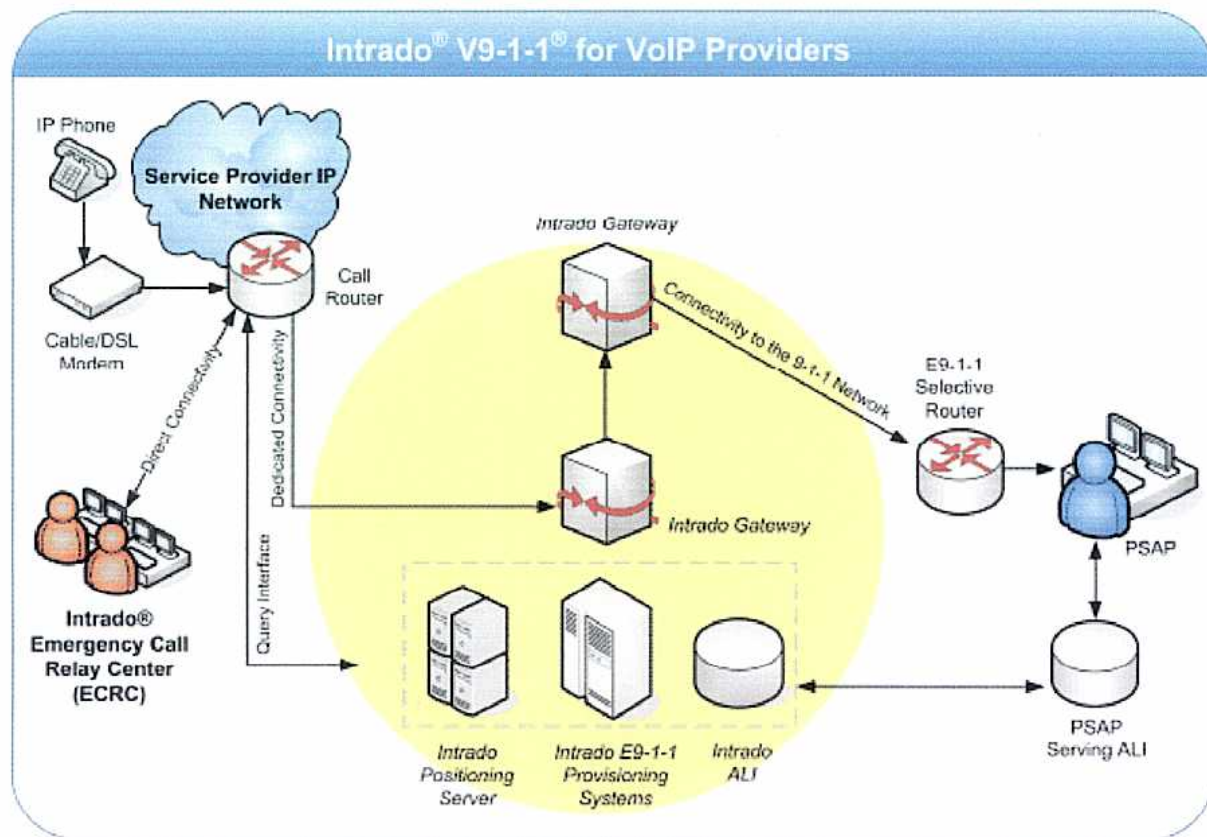 Intrado® V9-1-1® for VoIP Providers
IP Phone
Service Provider IP
Network
Call
Router
Cable/DSL
Modem
Direct Connectivity
Dedicated Connectivity
Query Interface
Intrado®
Emergency Call
Relay Center
(ECRC)
Intrado Gateway
Connectivity to the 9-1-1 Network
Intrado Gateway
E9-1-1
Selective
Router
PSAP
PSAP
Serving ALI
Intrado
Positioning
Server
Intrado E9-1-1
Provisioning
Systems
Intrado
ALI